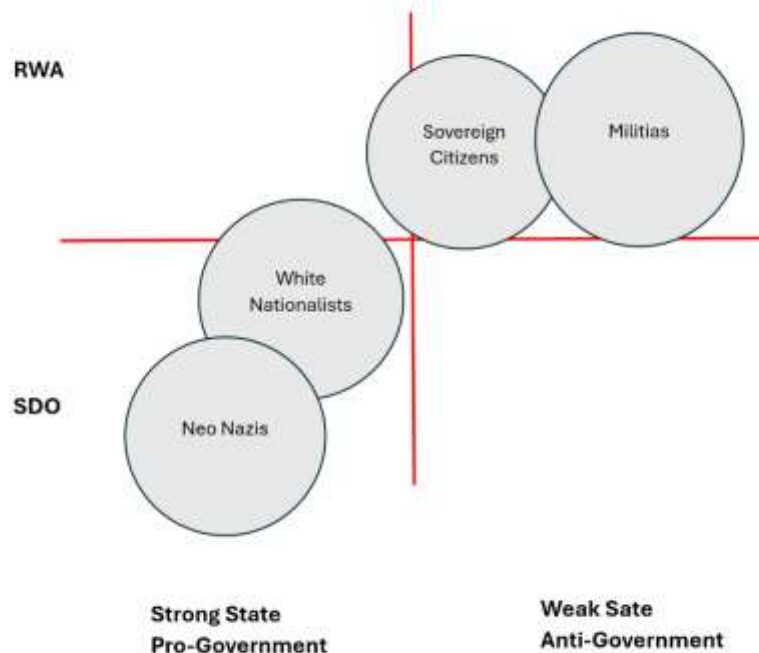 RWA
Sovereign
Citizens
Militias
White
Nationalists
SDO
Neo Nazis
Strong State
Pro-Government
Weak Sate
Anti-Government